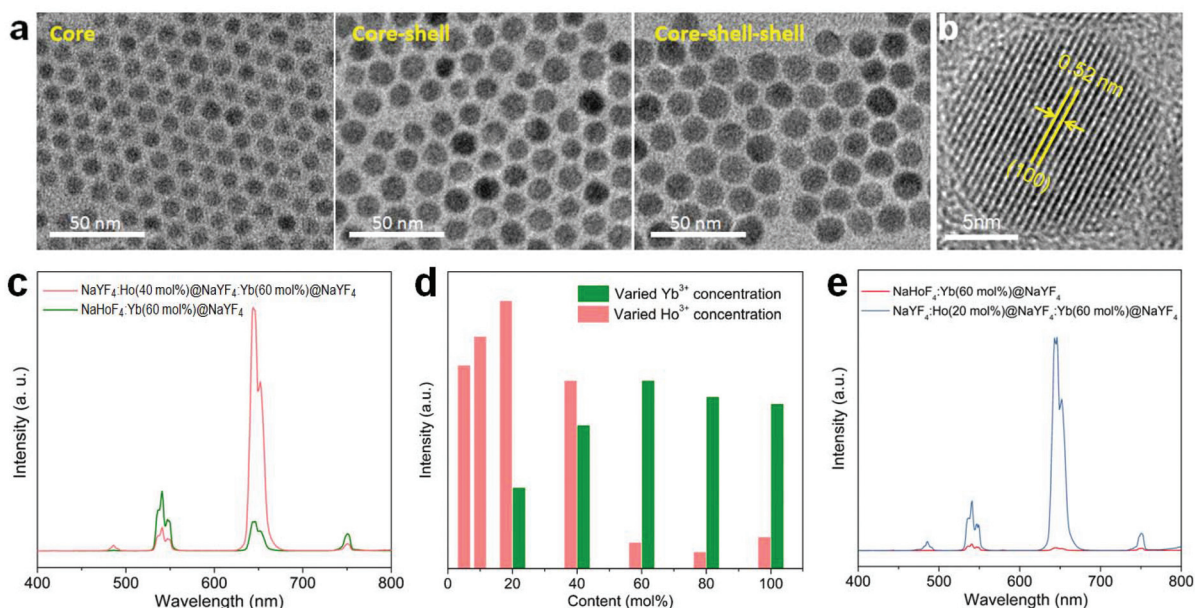 a
Core
Core-shell
Core-shell-shell
50 nm
50 nm
50 nm
b
0.52 nm
(100)
5nm
c
NaYF₄:Ho(40 mol%)@NaYF₄:Yb(60 mol%)@NaYF₄
NaHoF₄:Yb(60 mol%)@NaYF₄
Intensity (a. u.)
400 500 600 700 800
Wavelength (nm)
d
Varied Yb³⁺ concentration
Varied Ho³⁺ concentration
Intensity (a.u.)
0 20 40 60 80 100
Content (mol%)
e
NaHoF₄:Yb(60 mol%)@NaYF₄
NaYF₄:Ho(20 mol%)@NaYF₄:Yb(60 mol%)@NaYF₄
Intensity (a.u.)
400 500 600 700 800
Wavelength (nm)